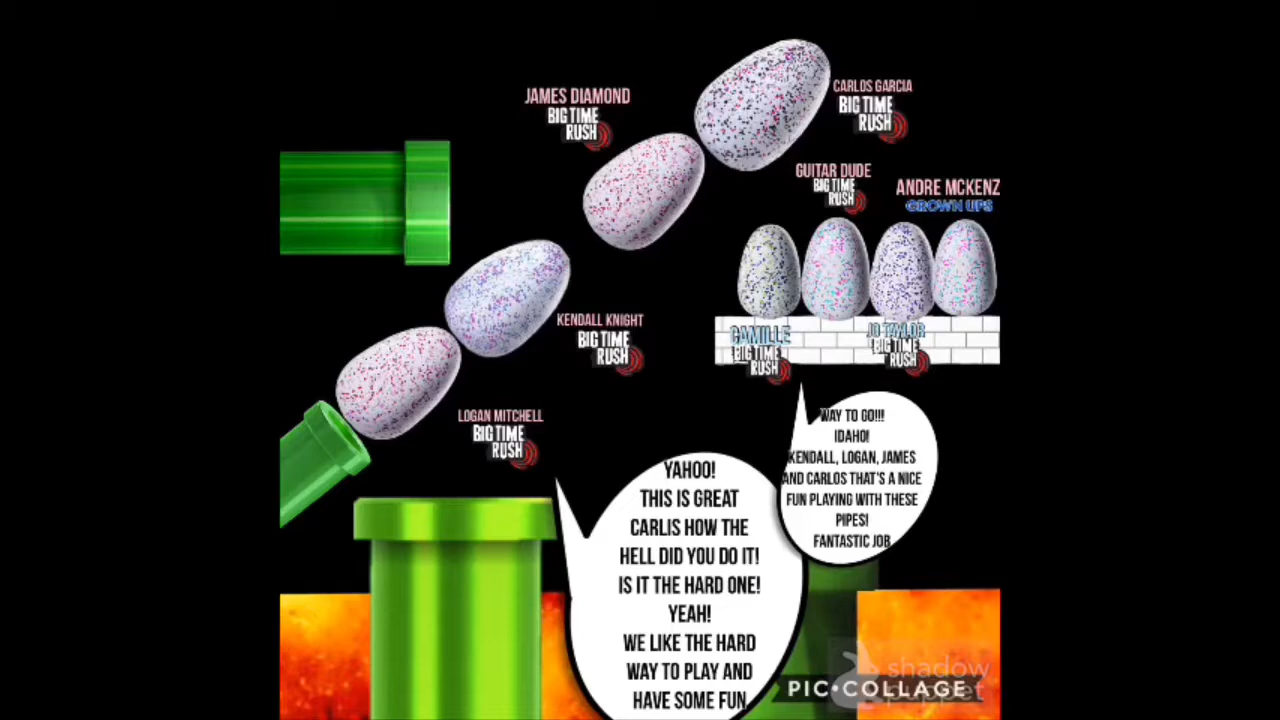 JAMES DIAMOND
BIG TIME
RUSH
CARLOS GARCIA
BIG TIME
RUSH
GUITAR DUDE
BIG TIME
RUSH
ANDRE MCKENZ
GROWN UPS
KENDALL KNIGHT
BIG TIME
RUSH
CAMILLE
BIG TIME
RUSH
JO TAYLOR
BIG TIME
RUSH
LOGAN MITCHELL
BIG TIME
RUSH
WAY TO GO!!!
IDAHO!
KENDALL, LOGAN, JAMES
AND CARLOS THAT'S A NICE
FUN PLAYING WITH THESE
PIPES!
FANTASTIC JOB
YAHOO!
THIS IS GREAT
CARLIS HOW THE
HELL DID YOU DO IT!
IS IT THE HARD ONE!
YEAH!
WE LIKE THE HARD
WAY TO PLAY AND
HAVE SOME FUN
shadow
puppet
PIC•COLLAGE